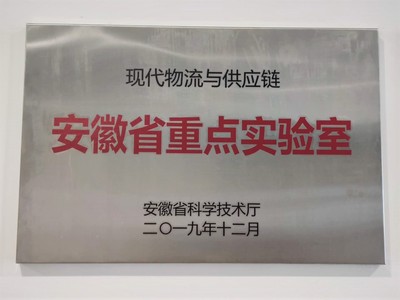 现代物流与供应链
安徽省重点实验室
安徽省科学技术厅
二〇一九年十二月